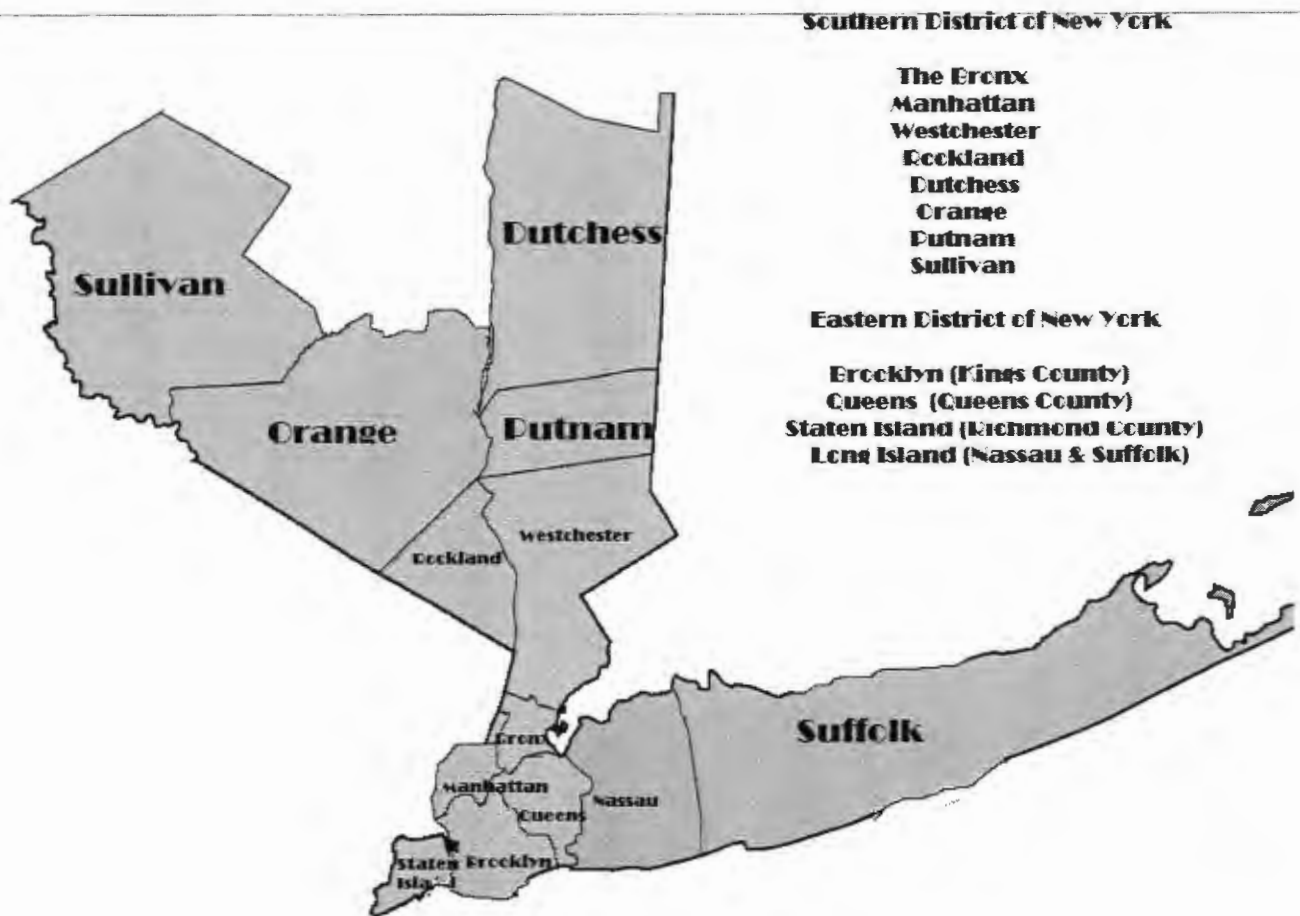 Southern District of New York
The Bronx
Manhattan
Westchester
Rockland
Dutchess
Orange
Putnam
Sullivan
Eastern District of New York
Brooklyn (Kings County)
Queens (Queens County)
Staten Island (Richmond County)
Long Island (Nassau & Suffolk)
Dutchess
Sullivan
Orange
Putnam
Westchester
Rockland
Suffolk
Bronx
Manhattan
Nassau
Queens
Staten
Island
Brooklyn